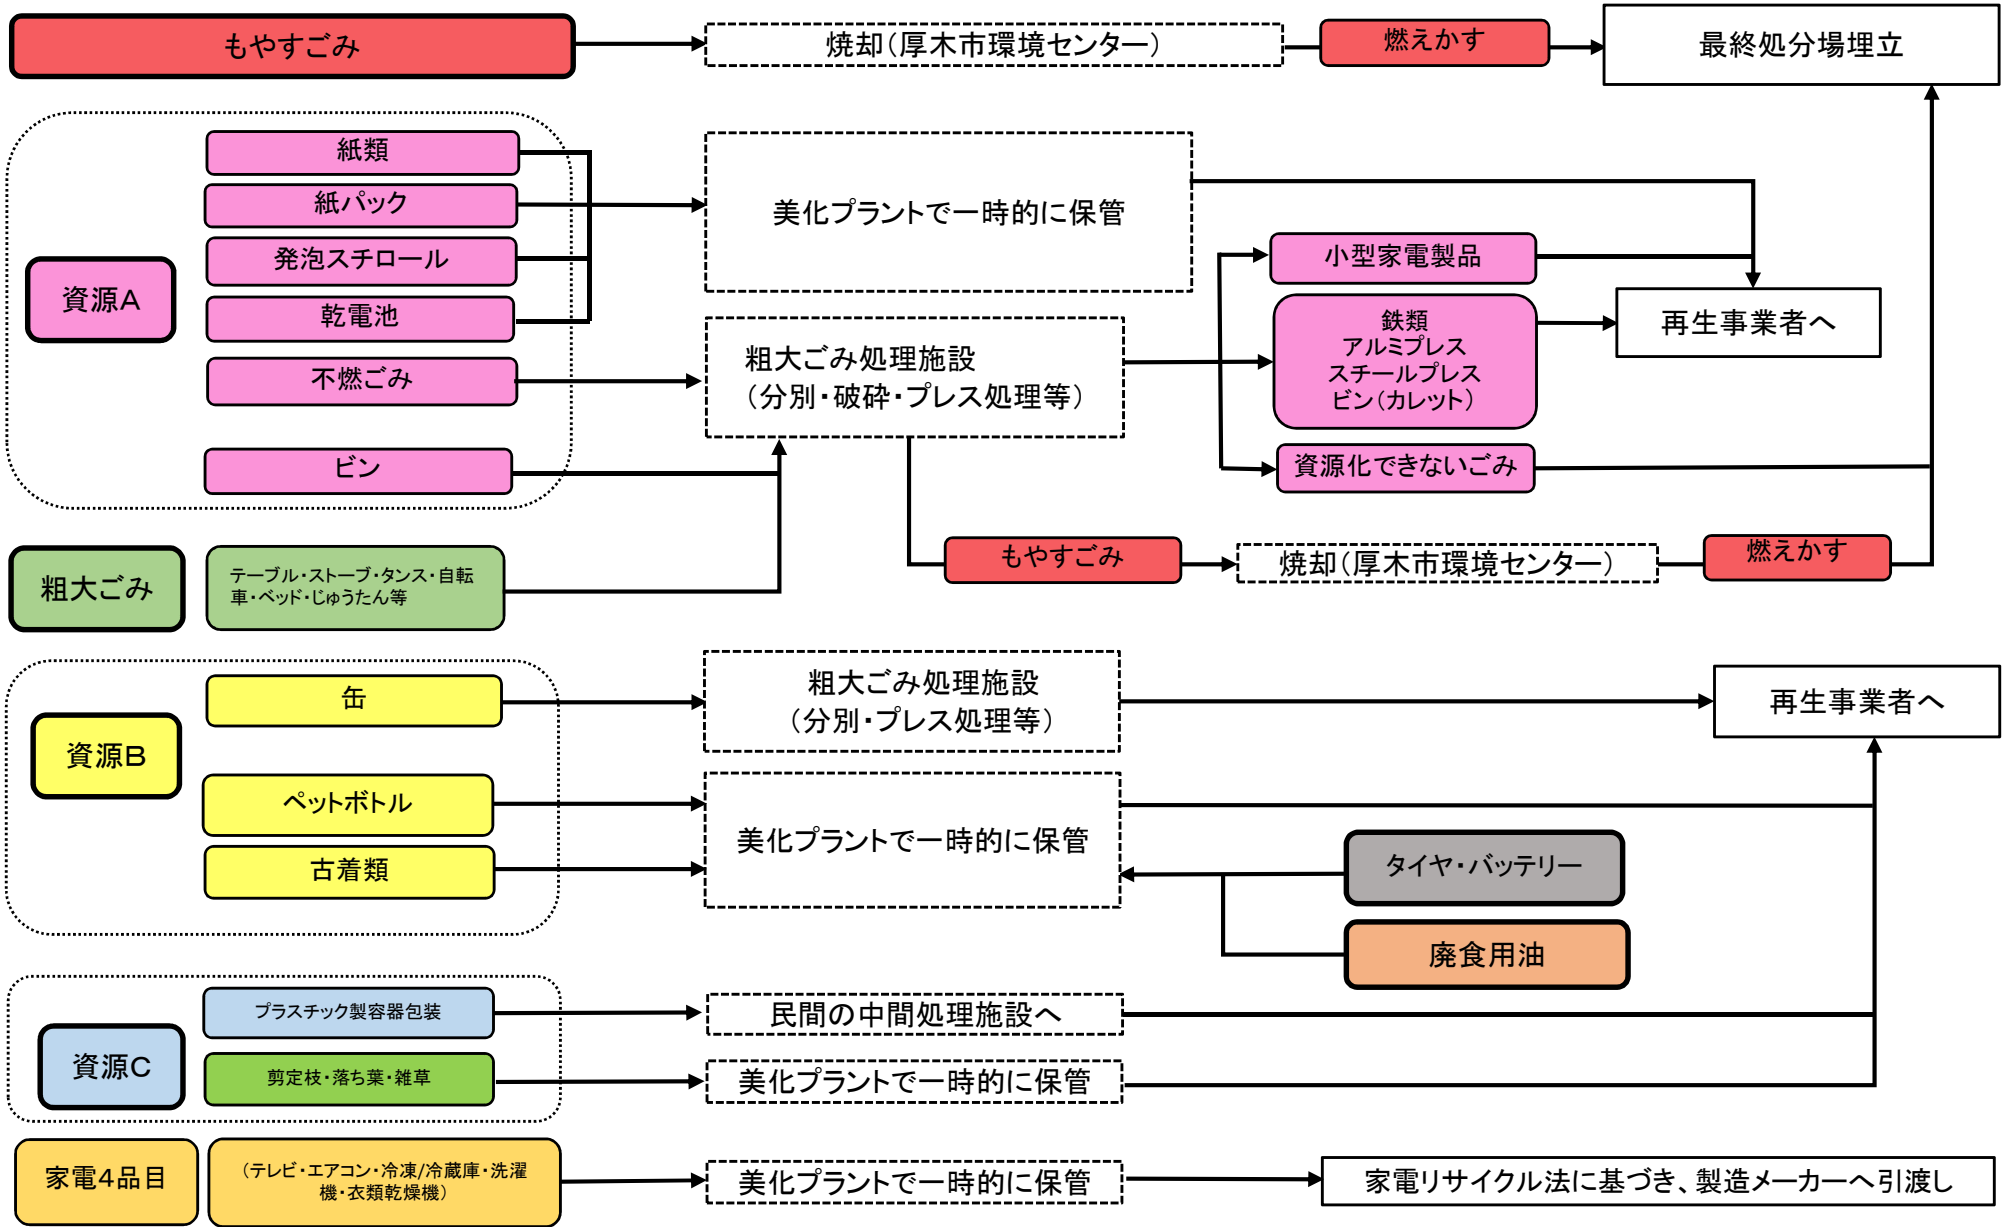 もやすごみ
焼却（厚木市環境センター）
燃えかす
最終処分場埋立
資源A
紙類
紙パック
発泡スチロール
乾電池
不燃ごみ
ビン
美化プラントで一時的に保管
粗大ごみ処理施設
（分別・破砕・プレス処理等）
小型家電製品
鉄類
アルミプレス
スチールプレス
ビン（カレット）
資源化できないごみ
再生事業者へ
もやすごみ
焼却（厚木市環境センター）
燃えかす
粗大ごみ
テーブル・ストーブ・タンス・自転
車・ベッド・じゅうたん等
資源B
缶
ペットボトル
古着類
粗大ごみ処理施設
（分別・プレス処理等）
美化プラントで一時的に保管
再生事業者へ
タイヤ・バッテリー
廃食用油
資源C
プラスチック製容器包装
剪定枝・落ち葉・雑草
民間の中間処理施設へ
美化プラントで一時的に保管
家電4品目
（テレビ・エアコン・冷凍/冷蔵庫・洗濯
機・衣類乾燥機）
美化プラントで一時的に保管
家電リサイクル法に基づき、製造メーカーへ引渡し